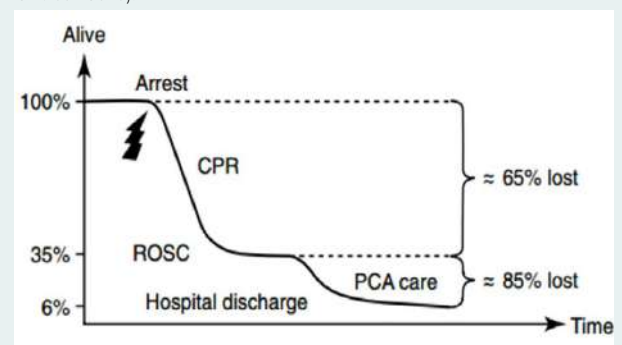 Alive
Arrest
100%
CPR
≈ 65% lost
35%
ROSC
PCA care
≈ 85% lost
6%
Hospital discharge
Time